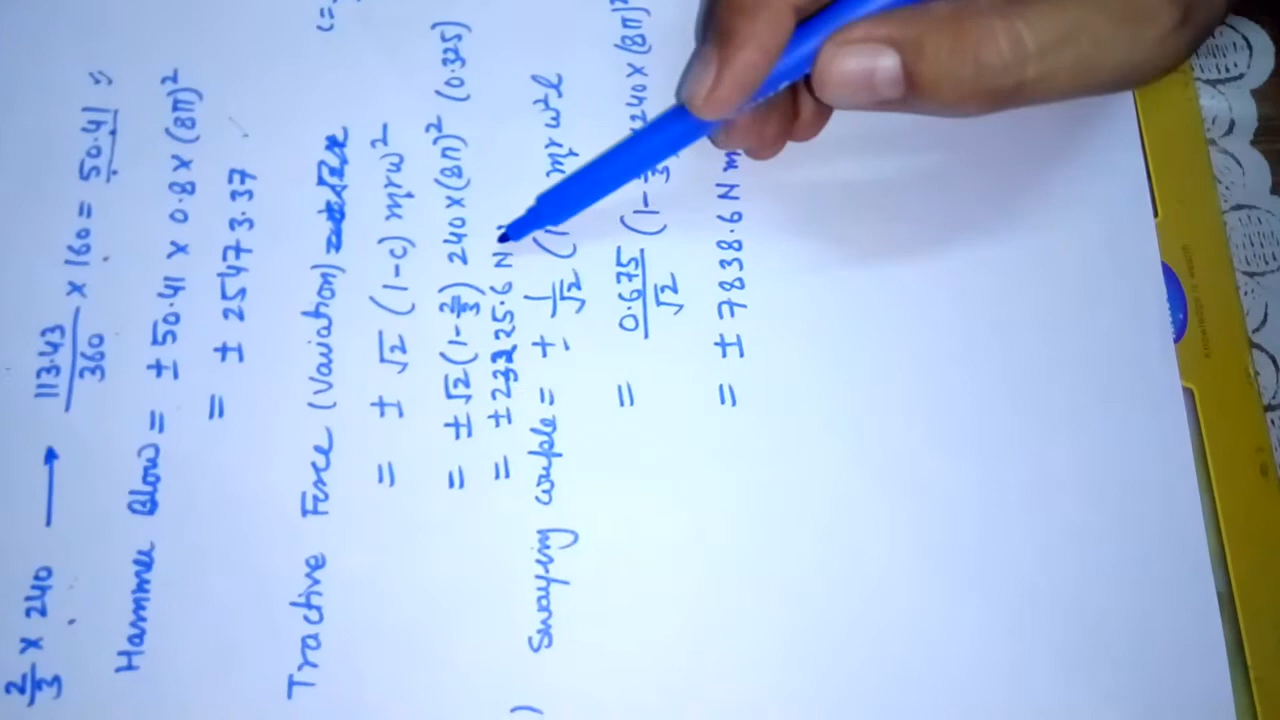 2/3 × 240 ⟶ 113.43/360 × 160 = 50.41
Hammer Blow = ± 50.41 × 0.8 × (8π)²
= ± 25473.37
Tractive Force (Variation)
= ± √2 (1-c) mrω²
= ± √2 (1-2/3) 240 × (8π)² (0.325)
= ± 23225.6 N
) Swaying couple = ± 1/√2 (1 mrω²l
= 0.675/√2 (1- 240 × (8π)²
= ± 7838.6 N m